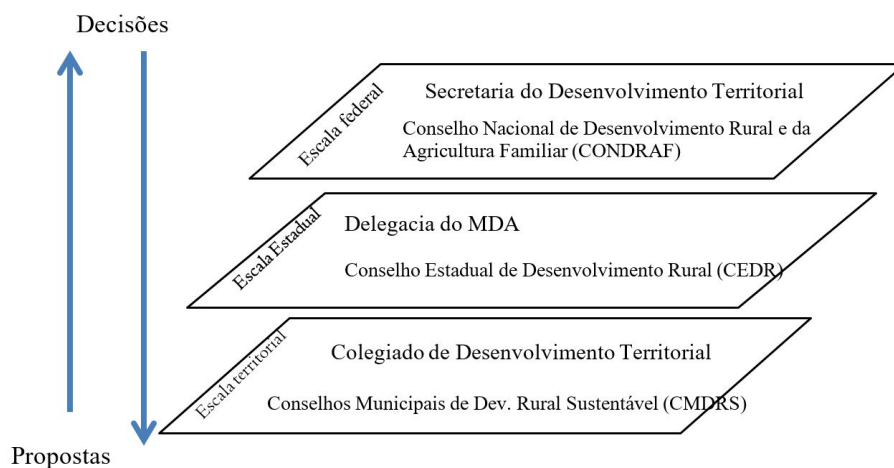 Decisões
Escala federal
Secretaria do Desenvolvimento Territorial
Conselho Nacional de Desenvolvimento Rural e da
Agricultura Familiar (CONDRAF)
Escala Estadual
Delegacia do MDA
Conselho Estadual de Desenvolvimento Rural (CEDR)
Escala territorial
Colegiado de Desenvolvimento Territorial
Conselhos Municipais de Dev. Rural Sustentável (CMDRS)
Propostas